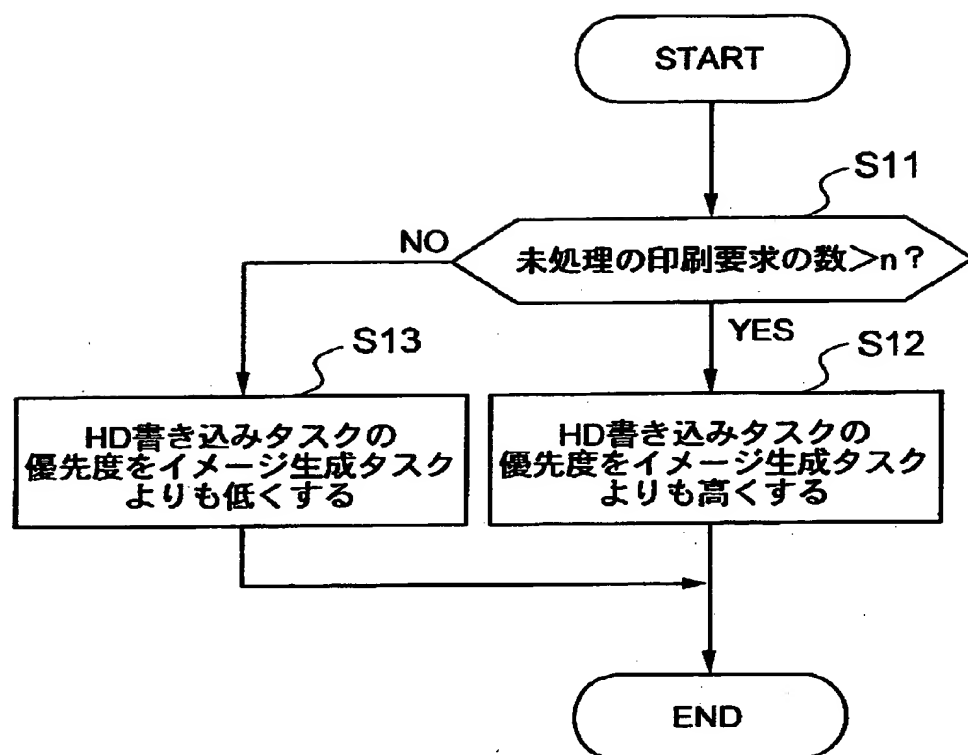 START
S11
未処理の印刷要求の数>n?
NO
YES
S13
S12
HD書き込みタスクの
優先度をイメージ生成タスク
よりも低くする
HD書き込みタスクの
優先度をイメージ生成タスク
よりも高くする
END